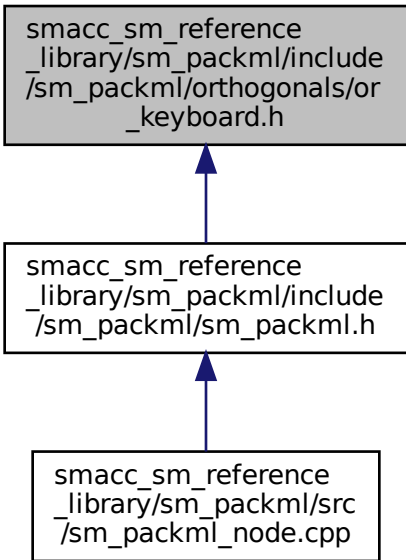 smacc_sm_reference
_library/sm_packml/include
/sm_packml/orthogonals/or
_keyboard.h
smacc_sm_reference
_library/sm_packml/include
/sm_packml/sm_packml.h
smacc_sm_reference
_library/sm_packml/src
/sm_packml_node.cpp